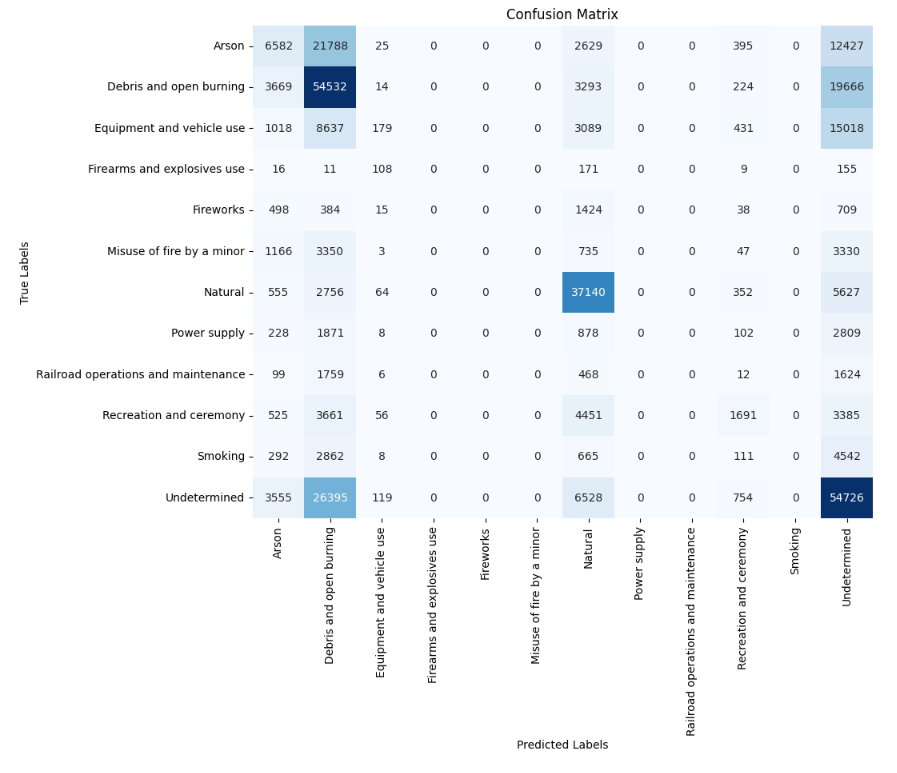 Confusion Matrix
Arson 6582 21788 25 0 0 0 2629 0 0 395 0 12427
Debris and open burning 3669 54532 14 0 0 0 3293 0 0 224 0 19666
Equipment and vehicle use 1018 8637 179 0 0 0 3089 0 0 431 0 15018
Firearms and explosives use 16 11 108 0 0 0 171 0 0 9 0 155
Fireworks 498 384 15 0 0 0 1424 0 0 38 0 709
Misuse of fire by a minor 1166 3350 3 0 0 0 735 0 0 47 0 3330
Natural 555 2756 64 0 0 0 37140 0 0 352 0 5627
Power supply 228 1871 8 0 0 0 878 0 0 102 0 2809
Railroad operations and maintenance 99 1759 6 0 0 0 468 0 0 12 0 1624
Recreation and ceremony 525 3661 56 0 0 0 4451 0 0 1691 0 3385
Smoking 292 2862 8 0 0 0 665 0 0 111 0 4542
Undetermined 3555 26395 119 0 0 0 6528 0 0 754 0 54726
True Labels
Arson
Debris and open burning
Equipment and vehicle use
Firearms and explosives use
Fireworks
Misuse of fire by a minor
Natural
Power supply
Railroad operations and maintenance
Recreation and ceremony
Smoking
Undetermined
Predicted Labels